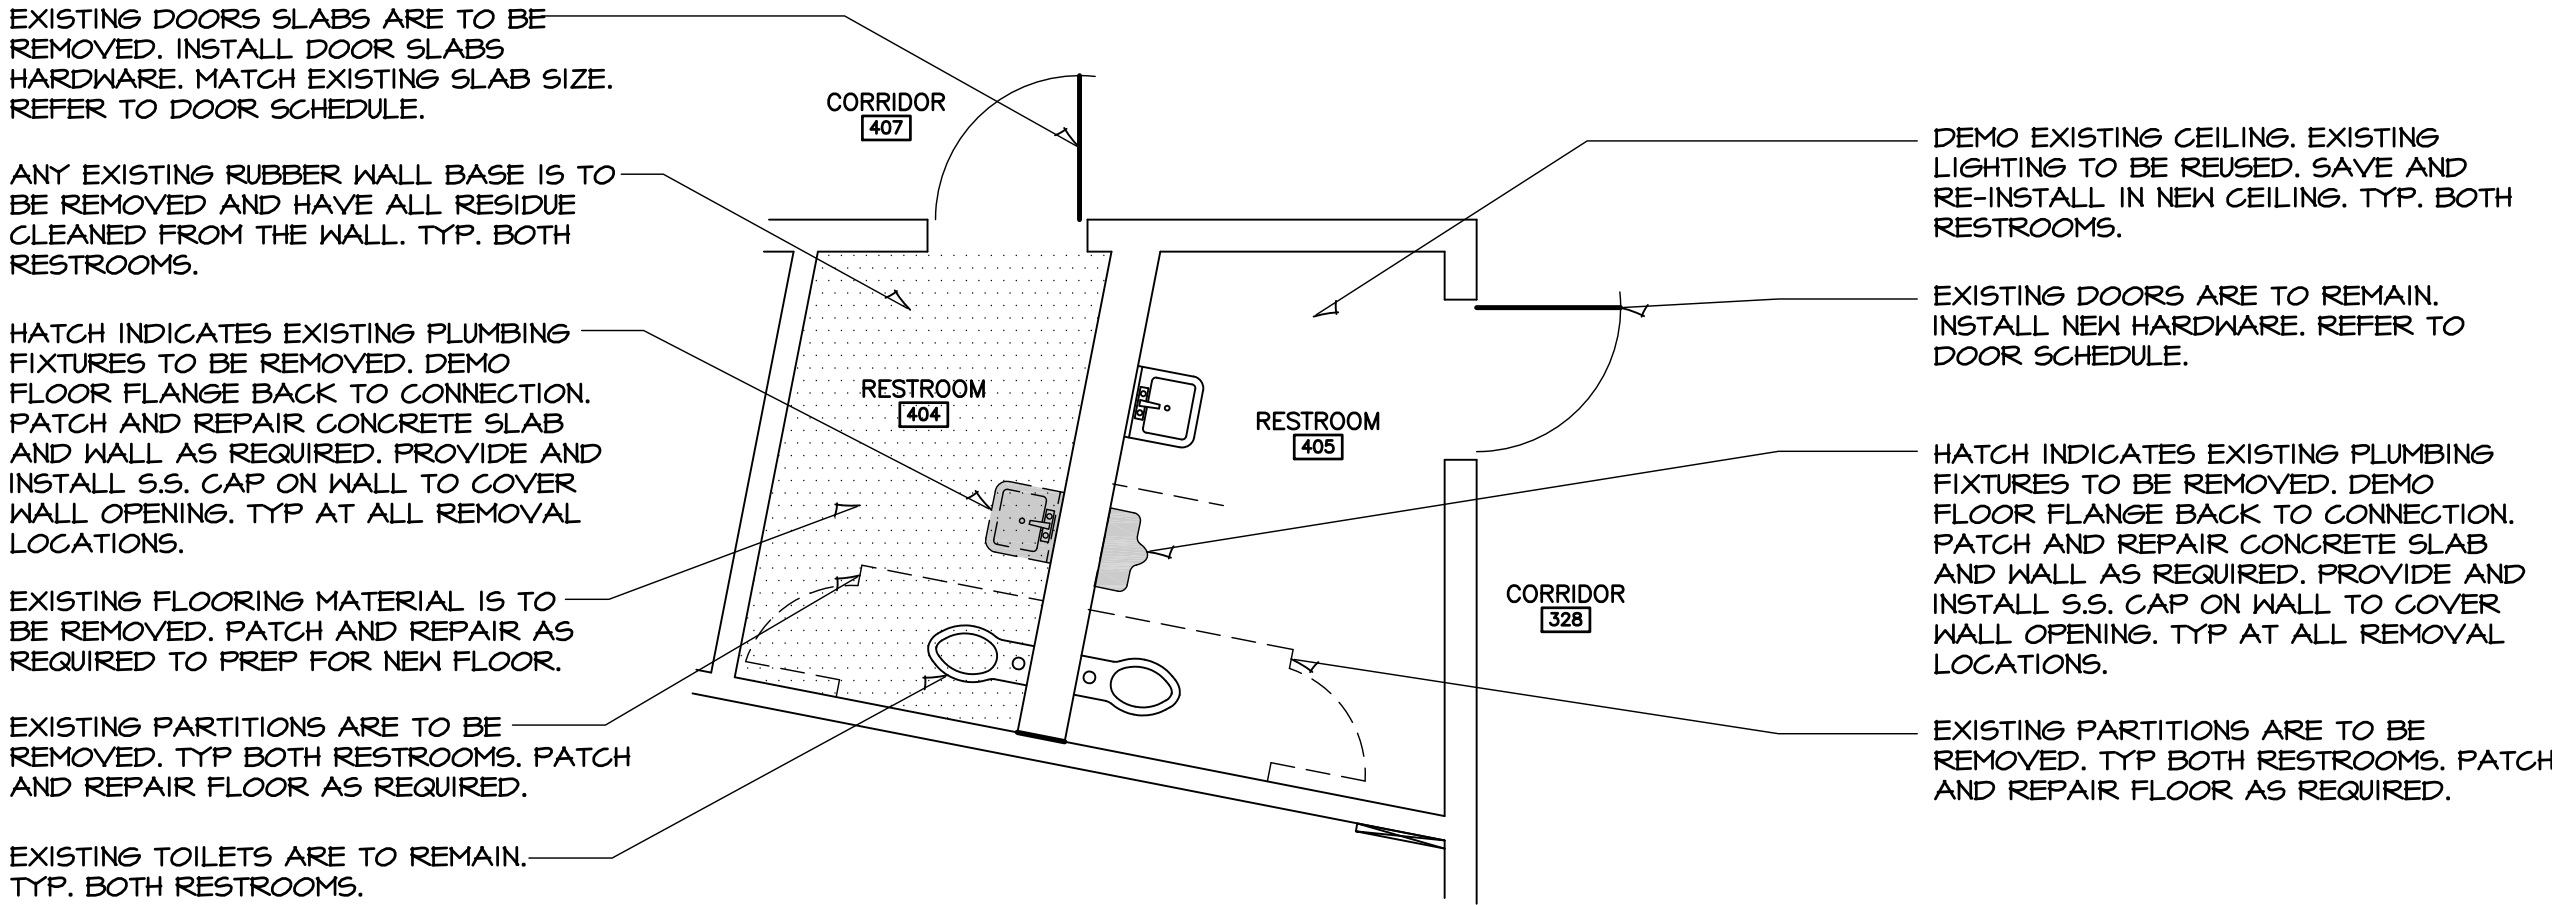 EXISTING DOORS SLABS ARE TO BE
REMOVED. INSTALL DOOR SLABS
HARDWARE. MATCH EXISTING SLAB SIZE.
REFER TO DOOR SCHEDULE.
ANY EXISTING RUBBER WALL BASE IS TO
BE REMOVED AND HAVE ALL RESIDUE
CLEANED FROM THE WALL. TYP. BOTH
RESTROOMS.
HATCH INDICATES EXISTING PLUMBING
FIXTURES TO BE REMOVED. DEMO
FLOOR FLANGE BACK TO CONNECTION.
PATCH AND REPAIR CONCRETE SLAB
AND WALL AS REQUIRED. PROVIDE AND
INSTALL S.S. CAP ON WALL TO COVER
WALL OPENING. TYP AT ALL REMOVAL
LOCATIONS.
EXISTING FLOORING MATERIAL IS TO
BE REMOVED. PATCH AND REPAIR AS
REQUIRED TO PREP FOR NEW FLOOR.
EXISTING PARTITIONS ARE TO BE
REMOVED. TYP BOTH RESTROOMS. PATCH
AND REPAIR FLOOR AS REQUIRED.
EXISTING TOILETS ARE TO REMAIN.
TYP. BOTH RESTROOMS.
CORRIDOR
407
RESTROOM
404
RESTROOM
405
CORRIDOR
328
DEMO EXISTING CEILING. EXISTING
LIGHTING TO BE REUSED. SAVE AND
RE-INSTALL IN NEW CEILING. TYP. BOTH
RESTROOMS.
EXISTING DOORS ARE TO REMAIN.
INSTALL NEW HARDWARE. REFER TO
DOOR SCHEDULE.
HATCH INDICATES EXISTING PLUMBING
FIXTURES TO BE REMOVED. DEMO
FLOOR FLANGE BACK TO CONNECTION.
PATCH AND REPAIR CONCRETE SLAB
AND WALL AS REQUIRED. PROVIDE AND
INSTALL S.S. CAP ON WALL TO COVER
WALL OPENING. TYP AT ALL REMOVAL
LOCATIONS.
EXISTING PARTITIONS ARE TO BE
REMOVED. TYP BOTH RESTROOMS. PATCH
AND REPAIR FLOOR AS REQUIRED.